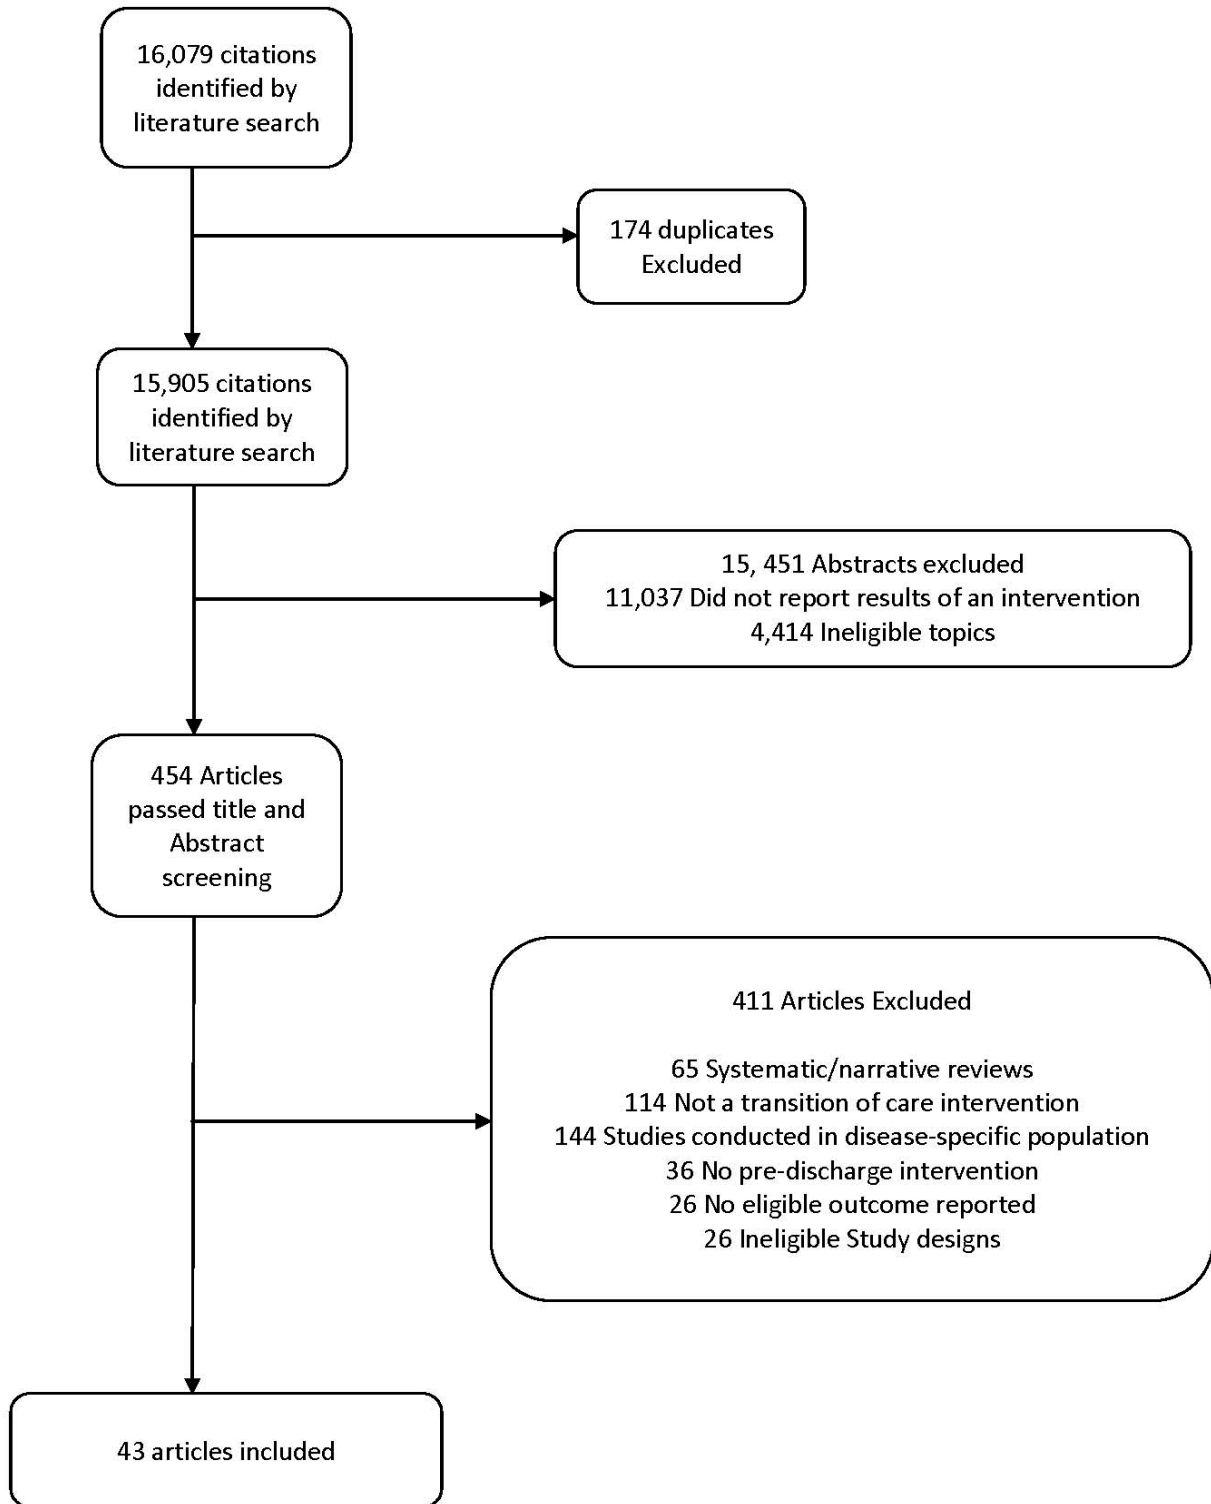 16,079 citations
identified by
literature search
174 duplicates
Excluded
15,905 citations
identified by
literature search
15, 451 Abstracts excluded
11,037 Did not report results of an intervention
4,414 Ineligible topics
454 Articles
passed title and
Abstract
screening
411 Articles Excluded
65 Systematic/narrative reviews
114 Not a transition of care intervention
144 Studies conducted in disease-specific population
36 No pre-discharge intervention
26 No eligible outcome reported
26 Ineligible Study designs
43 articles included